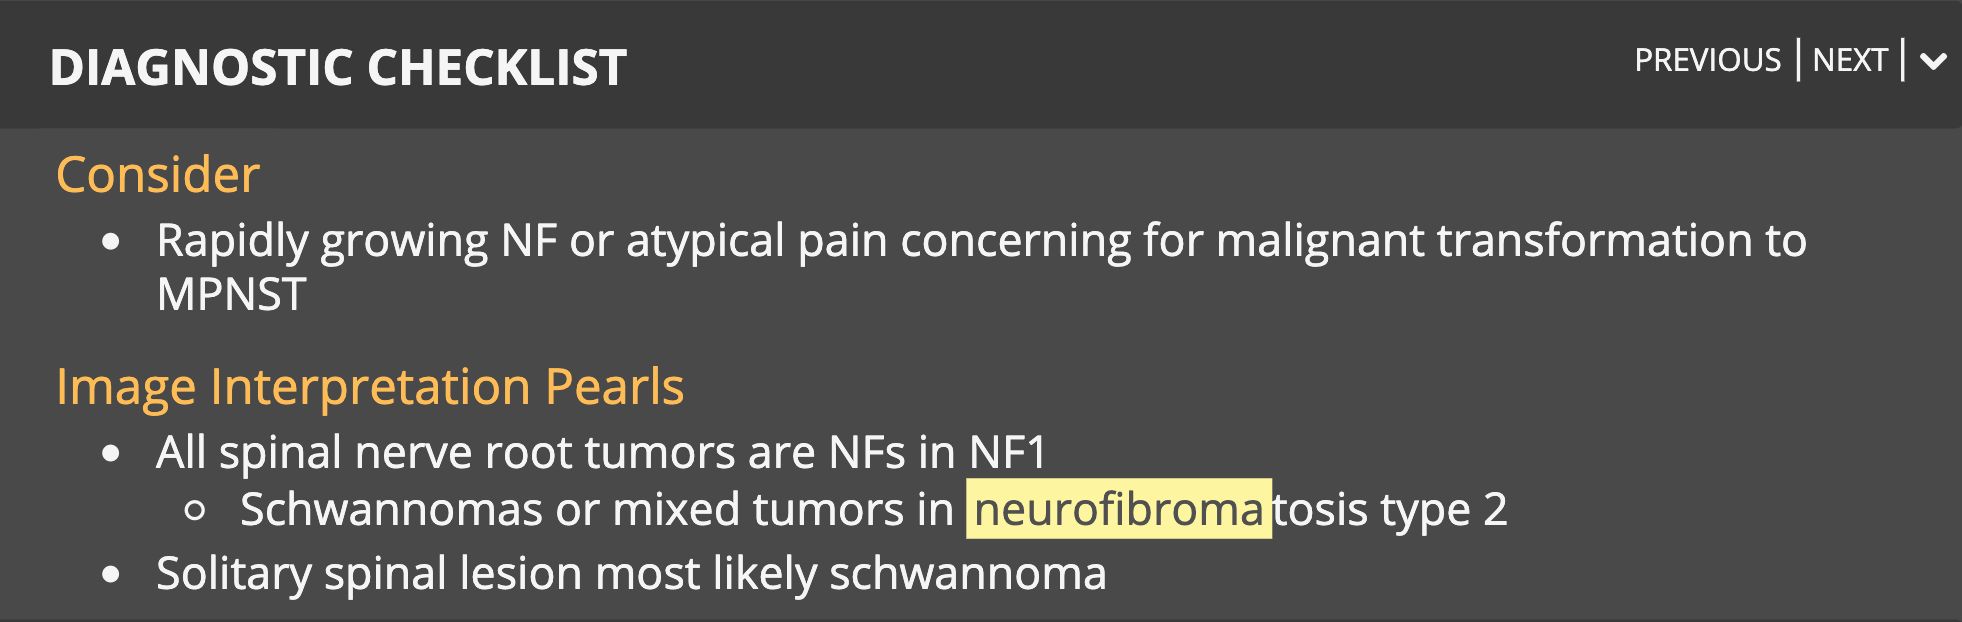 DIAGNOSTIC CHECKLIST
PREVIOUS | NEXT |
Consider
• Rapidly growing NF or atypical pain concerning for malignant transformation to
MPNST
Image Interpretation Pearls
• All spinal nerve root tumors are NFs in NF1
○ Schwannomas or mixed tumors in neurofibromatosis type 2
• Solitary spinal lesion most likely schwannoma